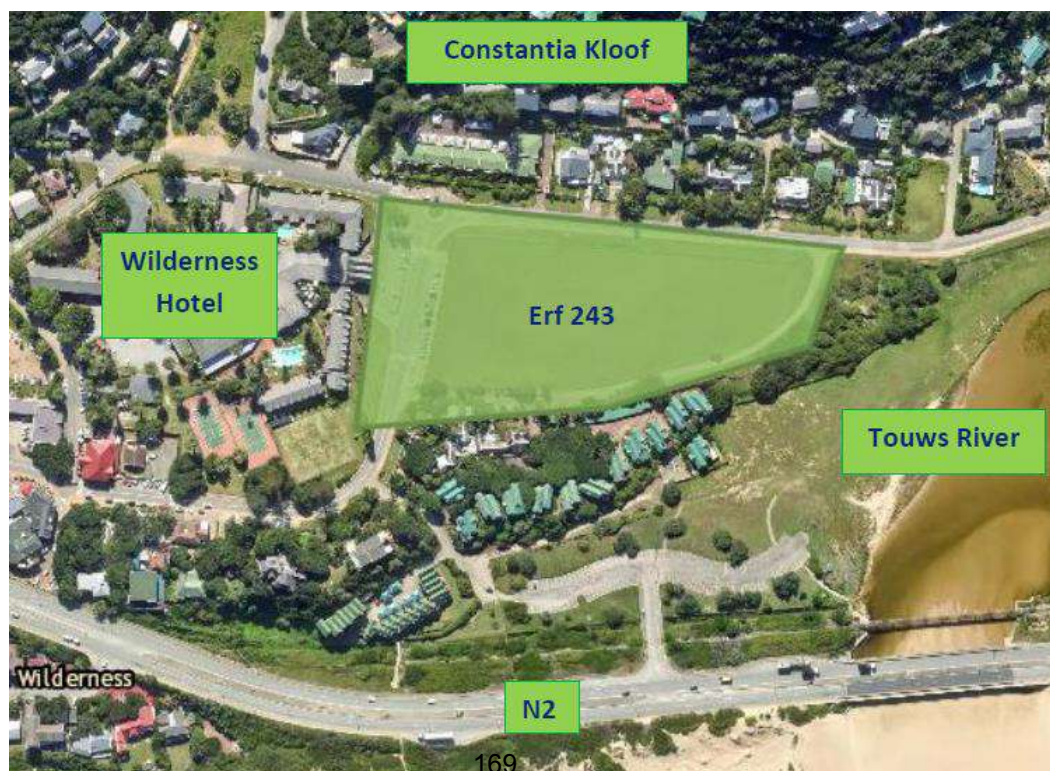 Constantia Kloof
Wilderness
Hotel
Erf 243
Touws River
Wilderness
N2
169